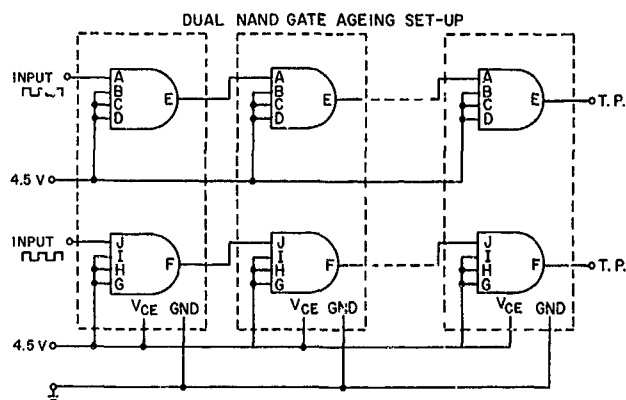 DUAL NAND GATE AGEING SET-UP
INPUT
A
B
C
D
E
A
B
C
D
E
A
B
C
D
E
T.P.
4.5 V
INPUT
J
I
H
G
F
J
I
H
G
F
J
I
H
G
F
T.P.
VCE GND
VCE GND
VCE GND
4.5 V